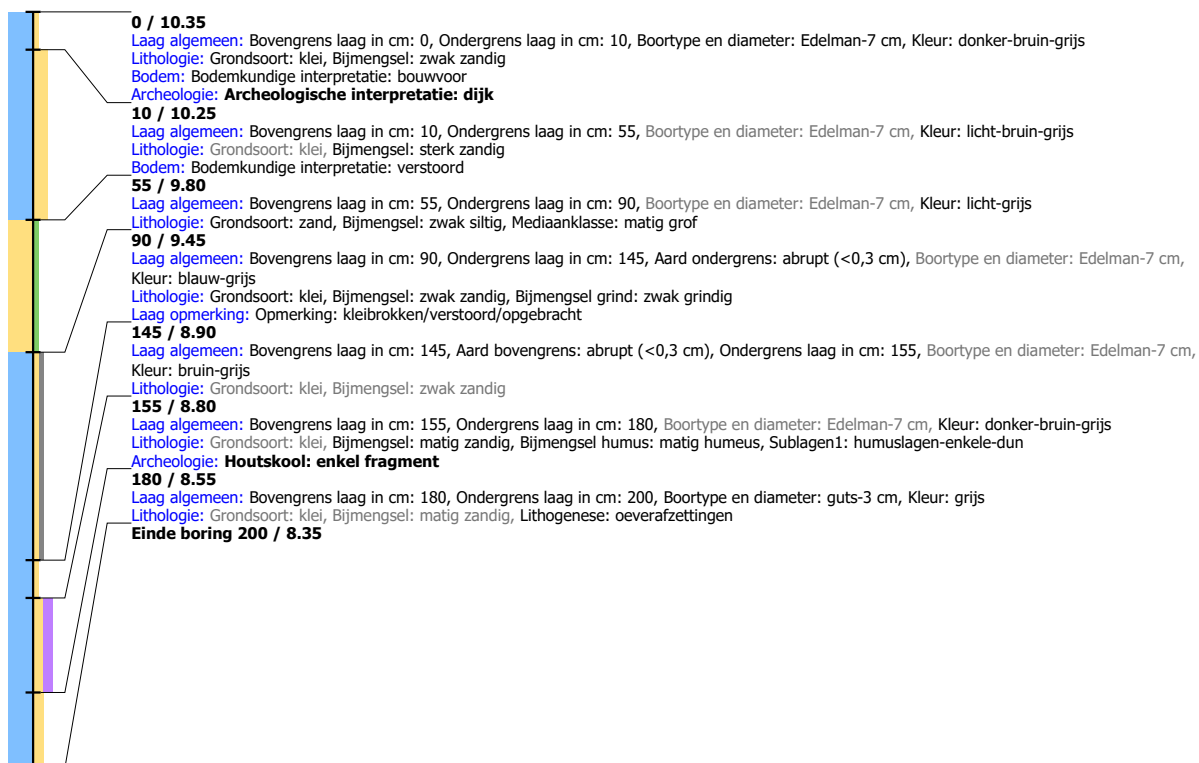 0 / 10.35
Laag algemeen: Bovengrens laag in cm: 0, Ondergrens laag in cm: 10, Boortype en diameter: Edelman-7 cm, Kleur: donker-bruin-grijs
Lithologie: Grondsoort: klei, Bijmengsel: zwak zandig
Bodem: Bodemkundige interpretatie: bouwvoor
Archeologie: Archeologische interpretatie: dijk
10 / 10.25
Laag algemeen: Bovengrens laag in cm: 10, Ondergrens laag in cm: 55, Boortype en diameter: Edelman-7 cm, Kleur: licht-bruin-grijs
Lithologie: Grondsoort: klei, Bijmengsel: sterk zandig
Bodem: Bodemkundige interpretatie: verstoord
55 / 9.80
Laag algemeen: Bovengrens laag in cm: 55, Ondergrens laag in cm: 90, Boortype en diameter: Edelman-7 cm, Kleur: licht-grijs
Lithologie: Grondsoort: zand, Bijmengsel: zwak siltig, Mediaanklasse: matig grof
90 / 9.45
Laag algemeen: Bovengrens laag in cm: 90, Ondergrens laag in cm: 145, Aard ondergrens: abrupt (<0,3 cm), Boortype en diameter: Edelman-7 cm,
Kleur: blauw-grijs
Lithologie: Grondsoort: klei, Bijmengsel: zwak zandig, Bijmengsel grind: zwak grindig
Laag opmerking: Opmerking: kleibrokken/verstoord/opgebracht
145 / 8.90
Laag algemeen: Bovengrens laag in cm: 145, Aard bovengrens: abrupt (<0,3 cm), Ondergrens laag in cm: 155, Boortype en diameter: Edelman-7 cm,
Kleur: bruin-grijs
Lithologie: Grondsoort: klei, Bijmengsel: zwak zandig
155 / 8.80
Laag algemeen: Bovengrens laag in cm: 155, Ondergrens laag in cm: 180, Boortype en diameter: Edelman-7 cm, Kleur: donker-bruin-grijs
Lithologie: Grondsoort: klei, Bijmengsel: matig zandig, Bijmengsel humus: matig humeus, Sublagen1: humuslagen-enkele-dun
Archeologie: Houtskool: enkel fragment
180 / 8.55
Laag algemeen: Bovengrens laag in cm: 180, Ondergrens laag in cm: 200, Boortype en diameter: guts-3 cm, Kleur: grijs
Lithologie: Grondsoort: klei, Bijmengsel: matig zandig, Lithogenese: oeverafzettingen
Einde boring 200 / 8.35